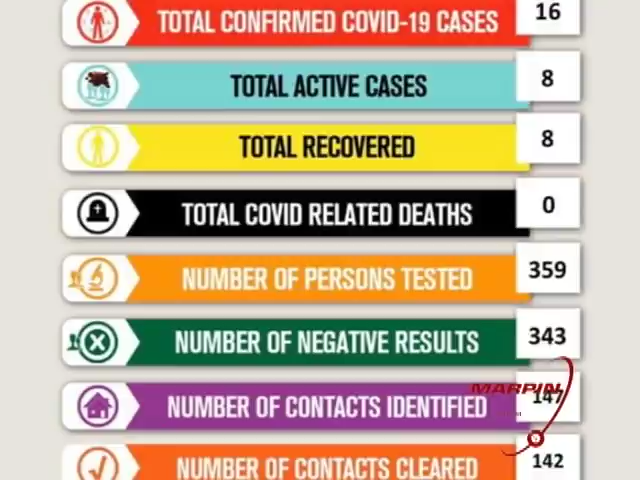 TOTAL CONFIRMED COVID-19 CASES 16
TOTAL ACTIVE CASES 8
TOTAL RECOVERED 8
TOTAL COVID RELATED DEATHS 0
NUMBER OF PERSONS TESTED 359
NUMBER OF NEGATIVE RESULTS 343
NUMBER OF CONTACTS IDENTIFIED 147
MARPIN
NUMBER OF CONTACTS CLEARED 142